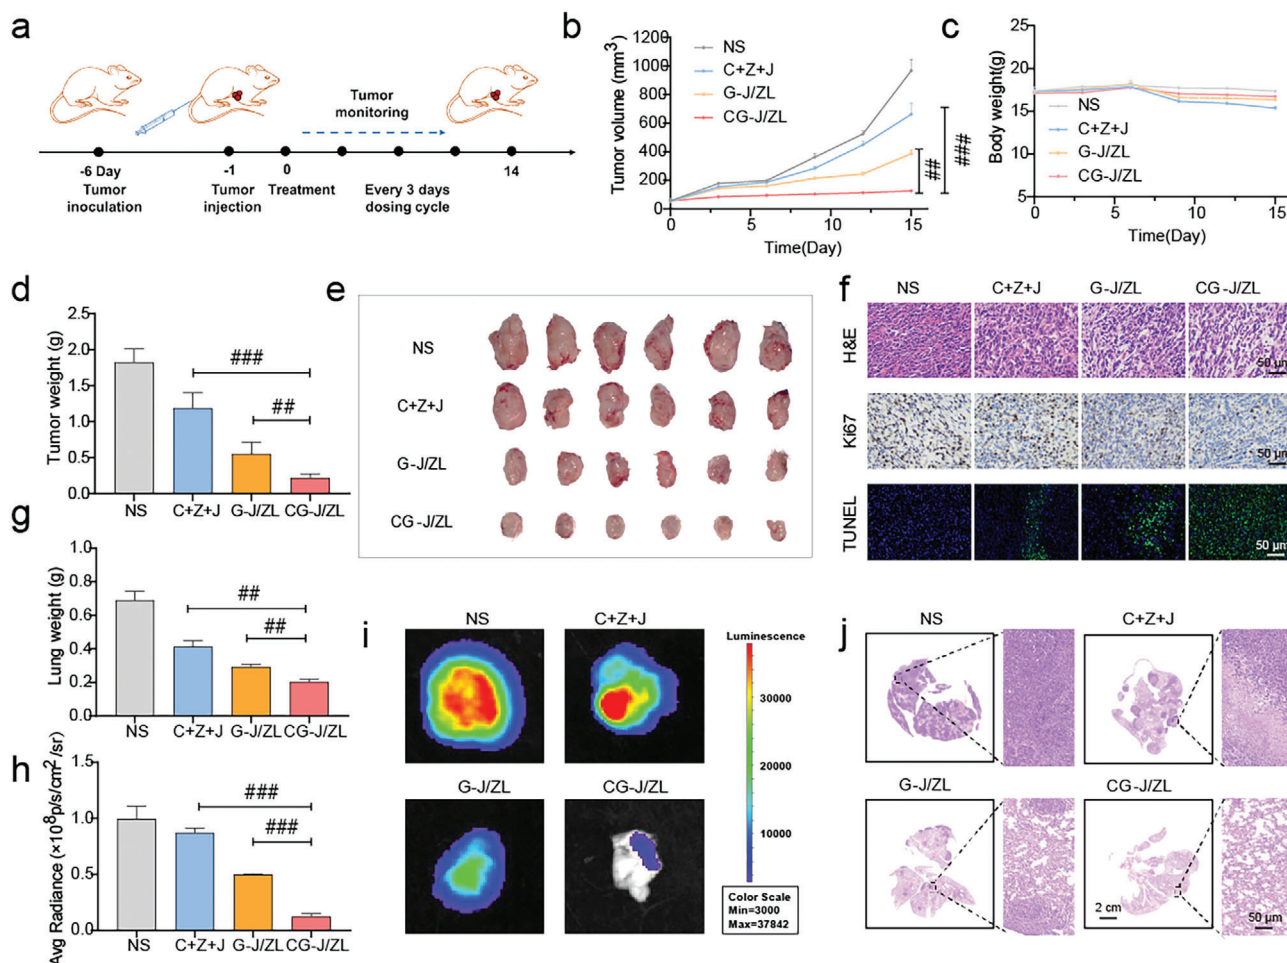 a
Tumor
monitoring
-6 Day
-1
0
14
Tumor
inoculation
Tumor
injection
Treatment
Every 3 days
dosing cycle
b
Tumor volume (mm³)
1200
1000
800
600
400
200
0
0
5
10
15
Time(Day)
NS
C+Z+J
G-J/ZL
CG-J/ZL
##
###
c
Body weight(g)
25
20
15
10
5
0
5
10
15
Time(Day)
NS
C+Z+J
G-J/ZL
CG-J/ZL
d
Tumor weight (g)
2.5
2.0
1.5
1.0
0.5
0.0
###
##
NS
C+Z+J
G-J/ZL
CG-J/ZL
e
NS
C+Z+J
G-J/ZL
CG-J/ZL
f
NS
C+Z+J
G-J/ZL
CG-J/ZL
H&E
50 µm
Ki67
50 µm
TUNEL
50 µm
g
Lung weight (g)
1.0
0.8
0.6
0.4
0.2
0.0
##
##
NS
C+Z+J
G-J/ZL
CG-J/ZL
h
Avg Radiance (×10⁸p/s/cm²/sr)
1.5
1.0
0.5
0.0
###
###
NS
C+Z+J
G-J/ZL
CG-J/ZL
i
NS
C+Z+J
G-J/ZL
CG-J/ZL
Luminescence
30000
20000
10000
Color Scale
Min=3000
Max=37842
j
NS
C+Z+J
G-J/ZL
CG-J/ZL
2 cm
50 µm